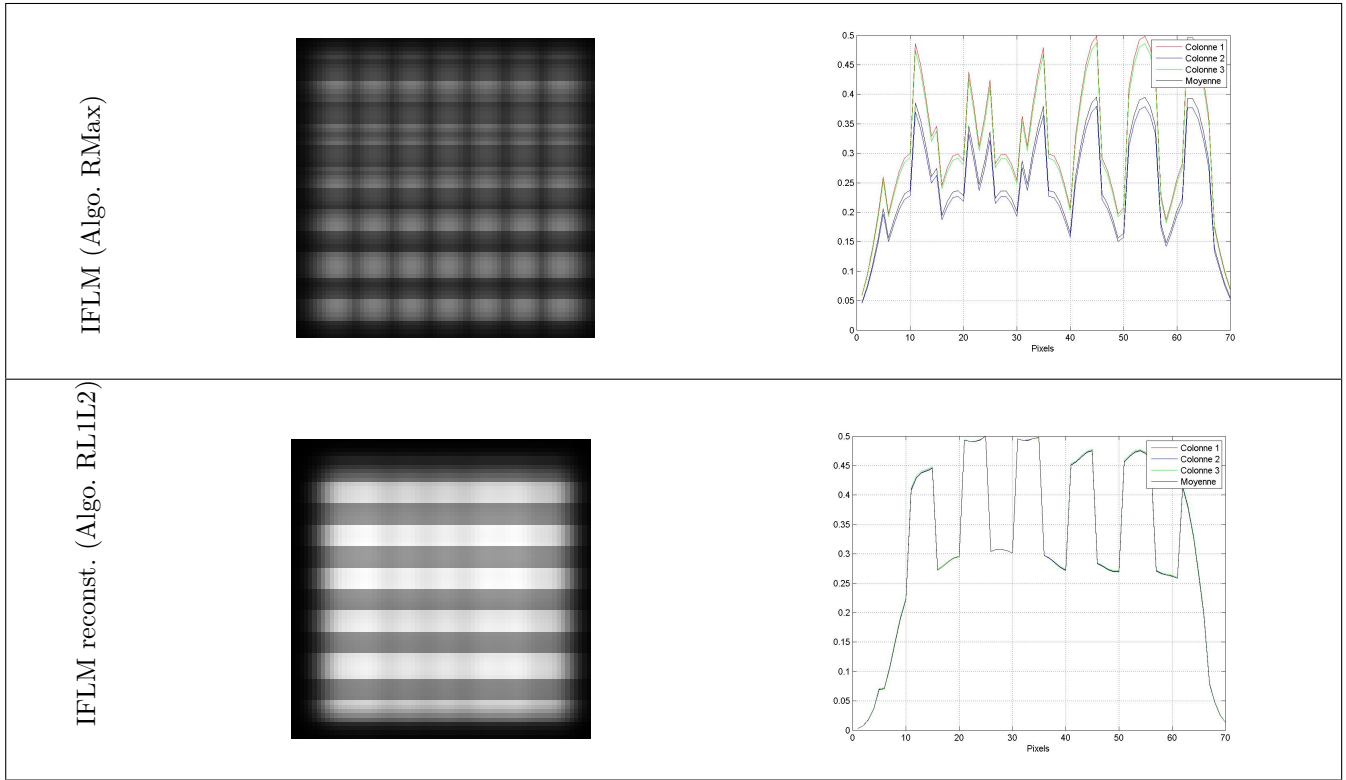 IFLM (Algo. RMax)
0.5
0.45
0.4
0.35
0.3
0.25
0.2
0.15
0.1
0.05
0
0 10 20 30 40 50 60 70
Pixels
Colonne 1
Colonne 2
Colonne 3
Moyenne
IFLM reconst. (Algo. RL1L2)
0.5
0.45
0.4
0.35
0.3
0.25
0.2
0.15
0.1
0.05
0
0 10 20 30 40 50 60 70
Pixels
Colonne 1
Colonne 2
Colonne 3
Moyenne